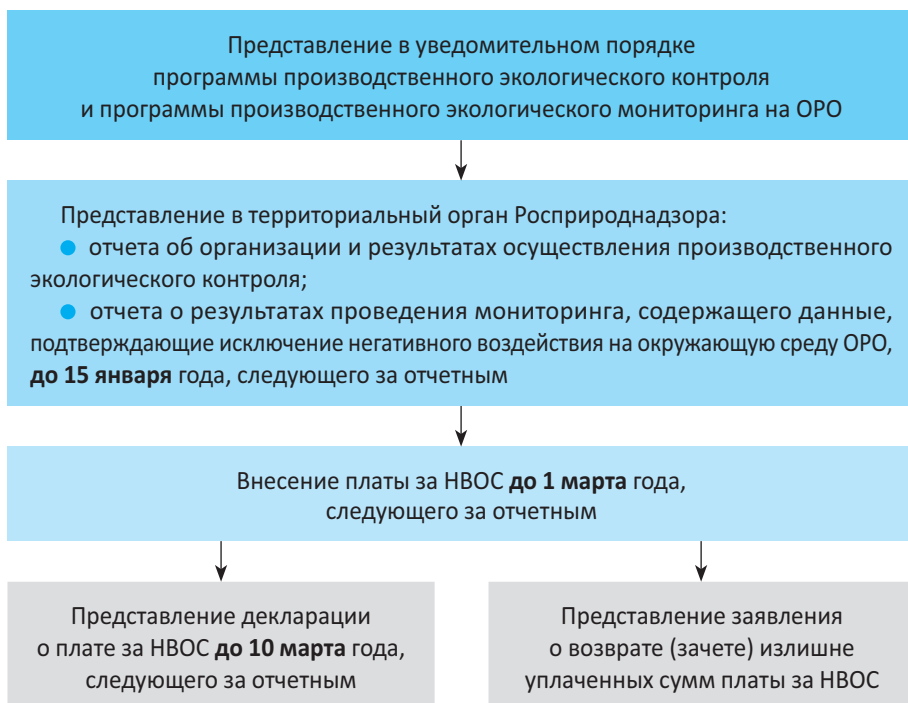 Представление в уведомительном порядке
программы производственного экологического контроля
и программы производственного экологического мониторинга на ОРО
Представление в территориальный орган Росприроднадзора:
● отчета об организации и результатах осуществления производственного
экологического контроля;
● отчета о результатах проведения мониторинга, содержащего данные,
подтверждающие исключение негативного воздействия на окружающую среду ОРО,
до 15 января года, следующего за отчетным
Внесение платы за НВОС до 1 марта года,
следующего за отчетным
Представление декларации
о плате за НВОС до 10 марта года,
следующего за отчетным
Представление заявления
о возврате (зачете) излишне
уплаченных сумм платы за НВОС